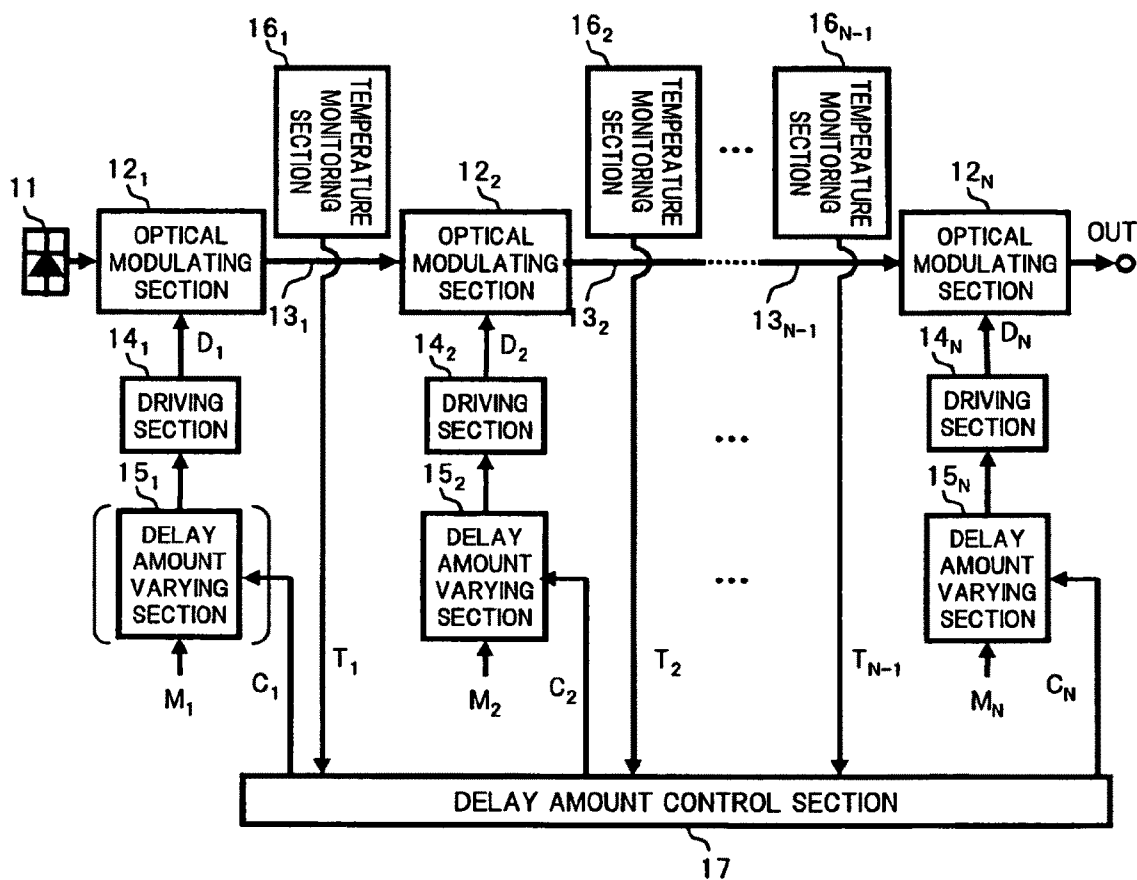 16₁
16₂
16N-1
TEMPERATURE
MONITORING
SECTION
TEMPERATURE
MONITORING
SECTION
...
TEMPERATURE
MONITORING
SECTION
11
12₁
12₂
12N
OPTICAL
MODULATING
SECTION
OPTICAL
MODULATING
SECTION
OPTICAL
MODULATING
SECTION
OUT
13₁
13₂
13N-1
14₁
D₁
14₂
D₂
14N
DN
DRIVING
SECTION
DRIVING
SECTION
...
DRIVING
SECTION
15₁
15₂
15N
DELAY
AMOUNT
VARYING
SECTION
DELAY
AMOUNT
VARYING
SECTION
...
DELAY
AMOUNT
VARYING
SECTION
M₁
C₁
T₁
M₂
C₂
T₂
TN-1
MN
CN
DELAY AMOUNT CONTROL SECTION
17